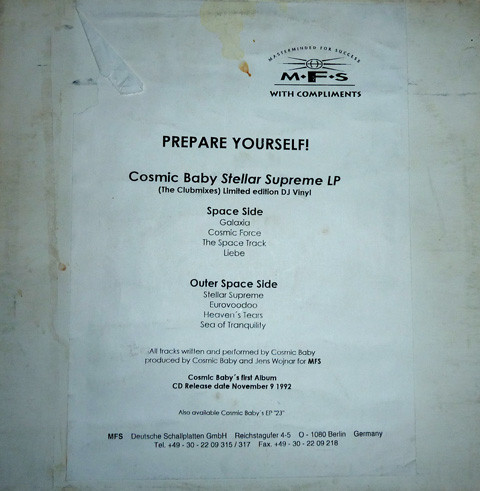 MASTERMINDED FOR SUCCESS
M•F•S
WITH COMPLIMENTS
PREPARE YOURSELF!
Cosmic Baby Stellar Supreme LP
(The Clubmixes) Limited edition DJ Vinyl
Space Side
Galaxia
Cosmic Force
The Space Track
Liebe
Outer Space Side
Stellar Supreme
Eurovoodoo
Heaven´s Tears
Sea of Tranquility
All tracks written and performed by Cosmic Baby
produced by Cosmic Baby and Jens Wojnar for MFS
Cosmic Baby´s first Album
CD Release date November 9 1992
Also available Cosmic Baby´s EP "23"
MFS Deutsche Schallplatten GmbH Reichstagufer 4-5 O - 1080 Berlin Germany
Tel. +49 - 30 - 22 09 315 / 317 Fax. +49 - 30 - 22 09 218